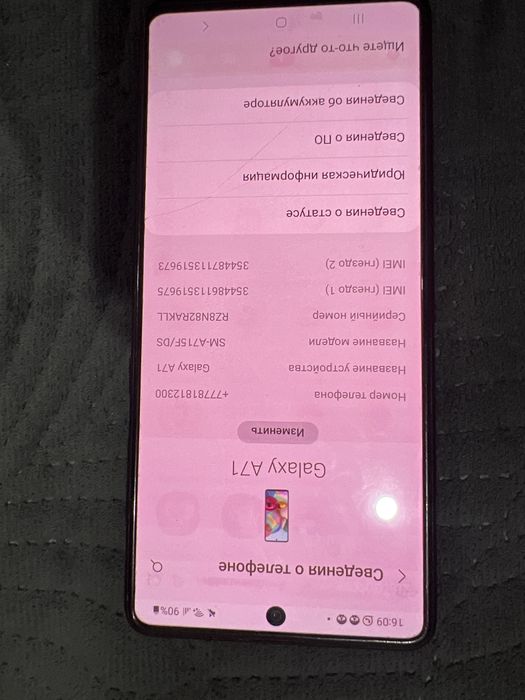 16:09
90%
Сведения о телефоне
Galaxy A71
Изменить
Номер телефона +77781812300
Название устройства Galaxy A71
Название модели SM-A715F/DS
Серийный номер RZ8N82RAKLL
IMEI (гнездо 1) 354486113519675
IMEI (гнездо 2) 354487113519673
Сведения о статусе
Юридическая информация
Сведения о ПО
Сведения об аккумуляторе
Ищете что-то другое?